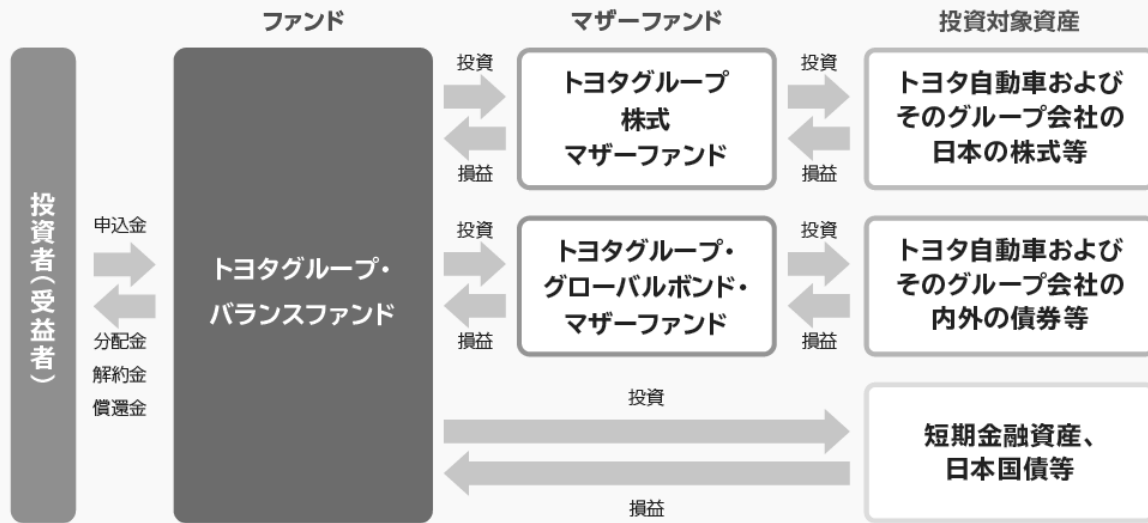 ファンド
マザーファンド
投資対象資産
投資者(受益者)
申込金
分配金
解約金
償還金
トヨタグループ・
バランスファンド
投資
損益
トヨタグループ
株式
マザーファンド
投資
損益
トヨタ自動車および
そのグループ会社の
日本の株式等
投資
損益
トヨタグループ・
グローバルボンド・
マザーファンド
投資
損益
トヨタ自動車および
そのグループ会社の
内外の債券等
投資
損益
短期金融資産、
日本国債等